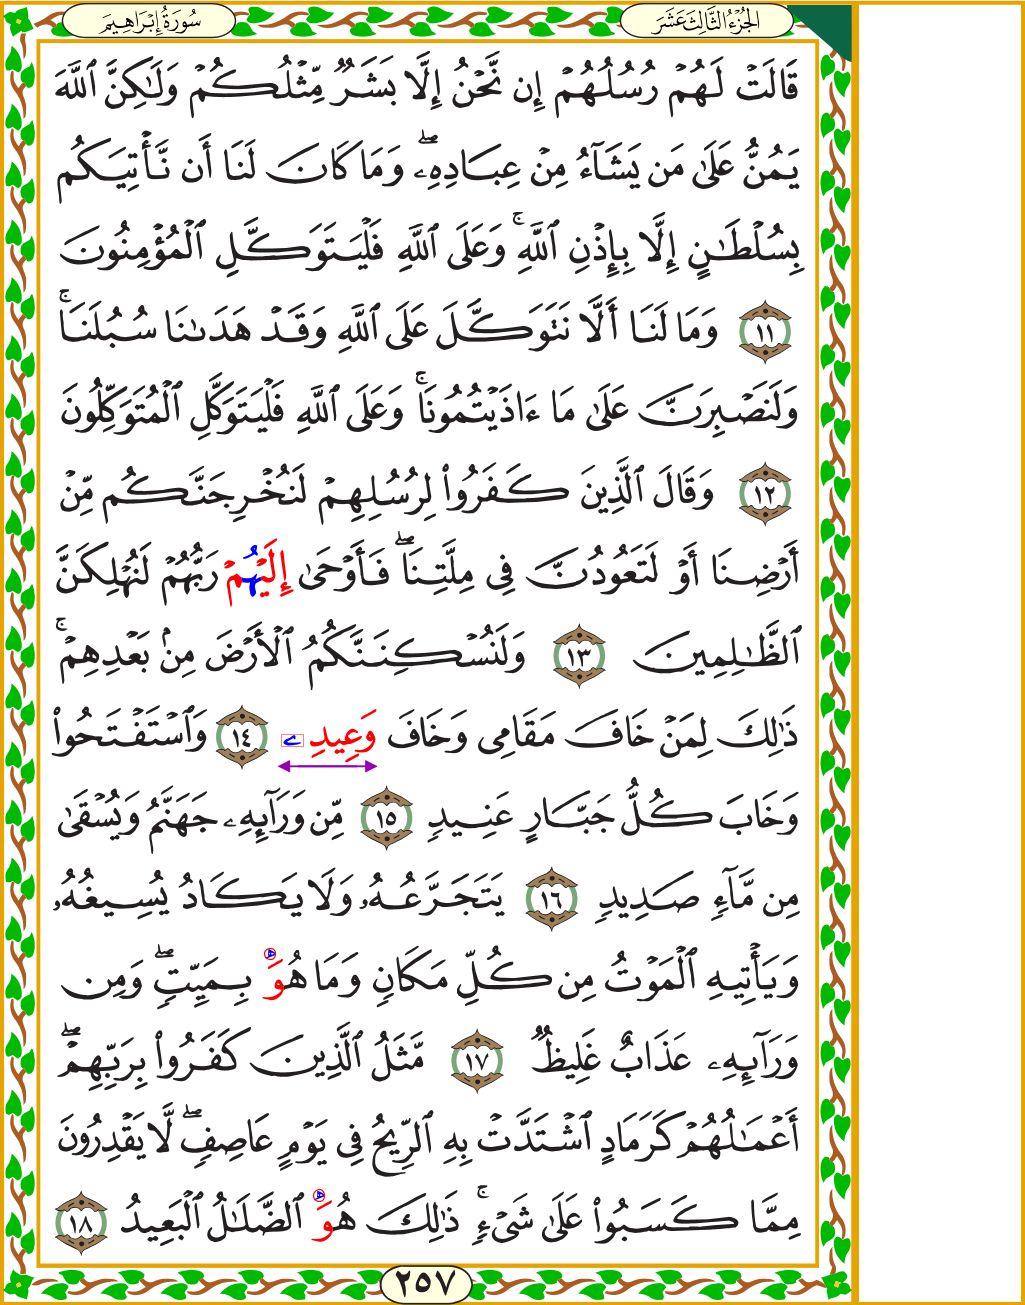 الجُزْءُ الثَّالِثَ عَشَرَ
سُورَةُ إِبْرَاهِيمَ
قَالَتْ لَهُمْ رُسُلُهُمْ إِن نَّحْنُ إِلَّا بَشَرٌ مِّثْلُكُمْ وَلَٰكِنَّ ٱللَّهَ
يَمُنُّ عَلَىٰ مَن يَشَآءُ مِنْ عِبَادِهِۦۖ وَمَا كَانَ لَنَا أَن نَّأْتِيَكُم
بِسُلْطَٰنٍ إِلَّا بِإِذْنِ ٱللَّهِۚ وَعَلَى ٱللَّهِ فَلْيَتَوَكَّلِ ٱلْمُؤْمِنُونَ
١١ وَمَا لَنَا أَلَّا نَتَوَكَّلَ عَلَى ٱللَّهِ وَقَدْ هَدَىٰنَا سُبُلَنَاۚ
وَلَنَصْبِرَنَّ عَلَىٰ مَا ءَاذَيْتُمُونَاۚ وَعَلَى ٱللَّهِ فَلْيَتَوَكَّلِ ٱلْمُتَوَكِّلُونَ
١٢ وَقَالَ ٱلَّذِينَ كَفَرُوا۟ لِرُسُلِهِمْ لَنُخْرِجَنَّكُم مِّنْ
أَرْضِنَا أَوْ لَتَعُودُنَّ فِى مِلَّتِنَاۖ فَأَوْحَىٰ إِلَيْهُمْ رَبُّهُمْ لَنُهْلِكَنَّ
ٱلظَّٰلِمِينَ ١٣ وَلَنُسْكِنَنَّكُمُ ٱلْأَرْضَ مِنۢ بَعْدِهِمْۚ
ذَٰلِكَ لِمَنْ خَافَ مَقَامِى وَخَافَ وَعِيدِ ے ١٤ وَٱسْتَفْتَحُوا۟
وَخَابَ كُلُّ جَبَّارٍ عَنِيدٍ ١٥ مِّن وَرَآئِهِۦ جَهَنَّمُ وَيُسْقَىٰ
مِن مَّآءٍ صَدِيدٍ ١٦ يَتَجَرَّعُهُۥ وَلَا يَكَادُ يُسِيغُهُۥ
وَيَأْتِيهِ ٱلْمَوْتُ مِن كُلِّ مَكَانٍ وَمَا هُوَ بِمَيِّتٍۖ وَمِن
وَرَآئِهِۦ عَذَابٌ غَلِيظٌ ١٧ مَّثَلُ ٱلَّذِينَ كَفَرُوا۟ بِرَبِّهِمْۖ
أَعْمَٰلُهُمْ كَرَمَادٍ ٱشْتَدَّتْ بِهِ ٱلرِّيحُ فِى يَوْمٍ عَاصِفٍۖ لَّا يَقْدِرُونَ
مِمَّا كَسَبُوا۟ عَلَىٰ شَىْءٍۚ ذَٰلِكَ هُوَ ٱلضَّلَٰلُ ٱلْبَعِيدُ ١٨
٢٥٧